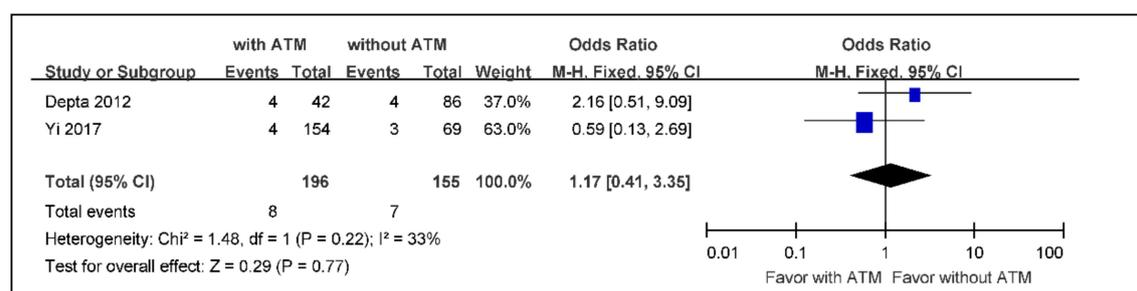 with ATM without ATM Odds Ratio Odds Ratio
Study or Subgroup Events Total Events Total Weight M-H, Fixed, 95% CI M-H, Fixed, 95% CI
Depta 2012 4 42 4 86 37.0% 2.16 [0.51, 9.09]
Yi 2017 4 154 3 69 63.0% 0.59 [0.13, 2.69]
Total (95% CI) 196 155 100.0% 1.17 [0.41, 3.35]
Total events 8 7
Heterogeneity: Chi² = 1.48, df = 1 (P = 0.22); I² = 33%
Test for overall effect: Z = 0.29 (P = 0.77)
0.01 0.1 1 10 100
Favor with ATM Favor without ATM